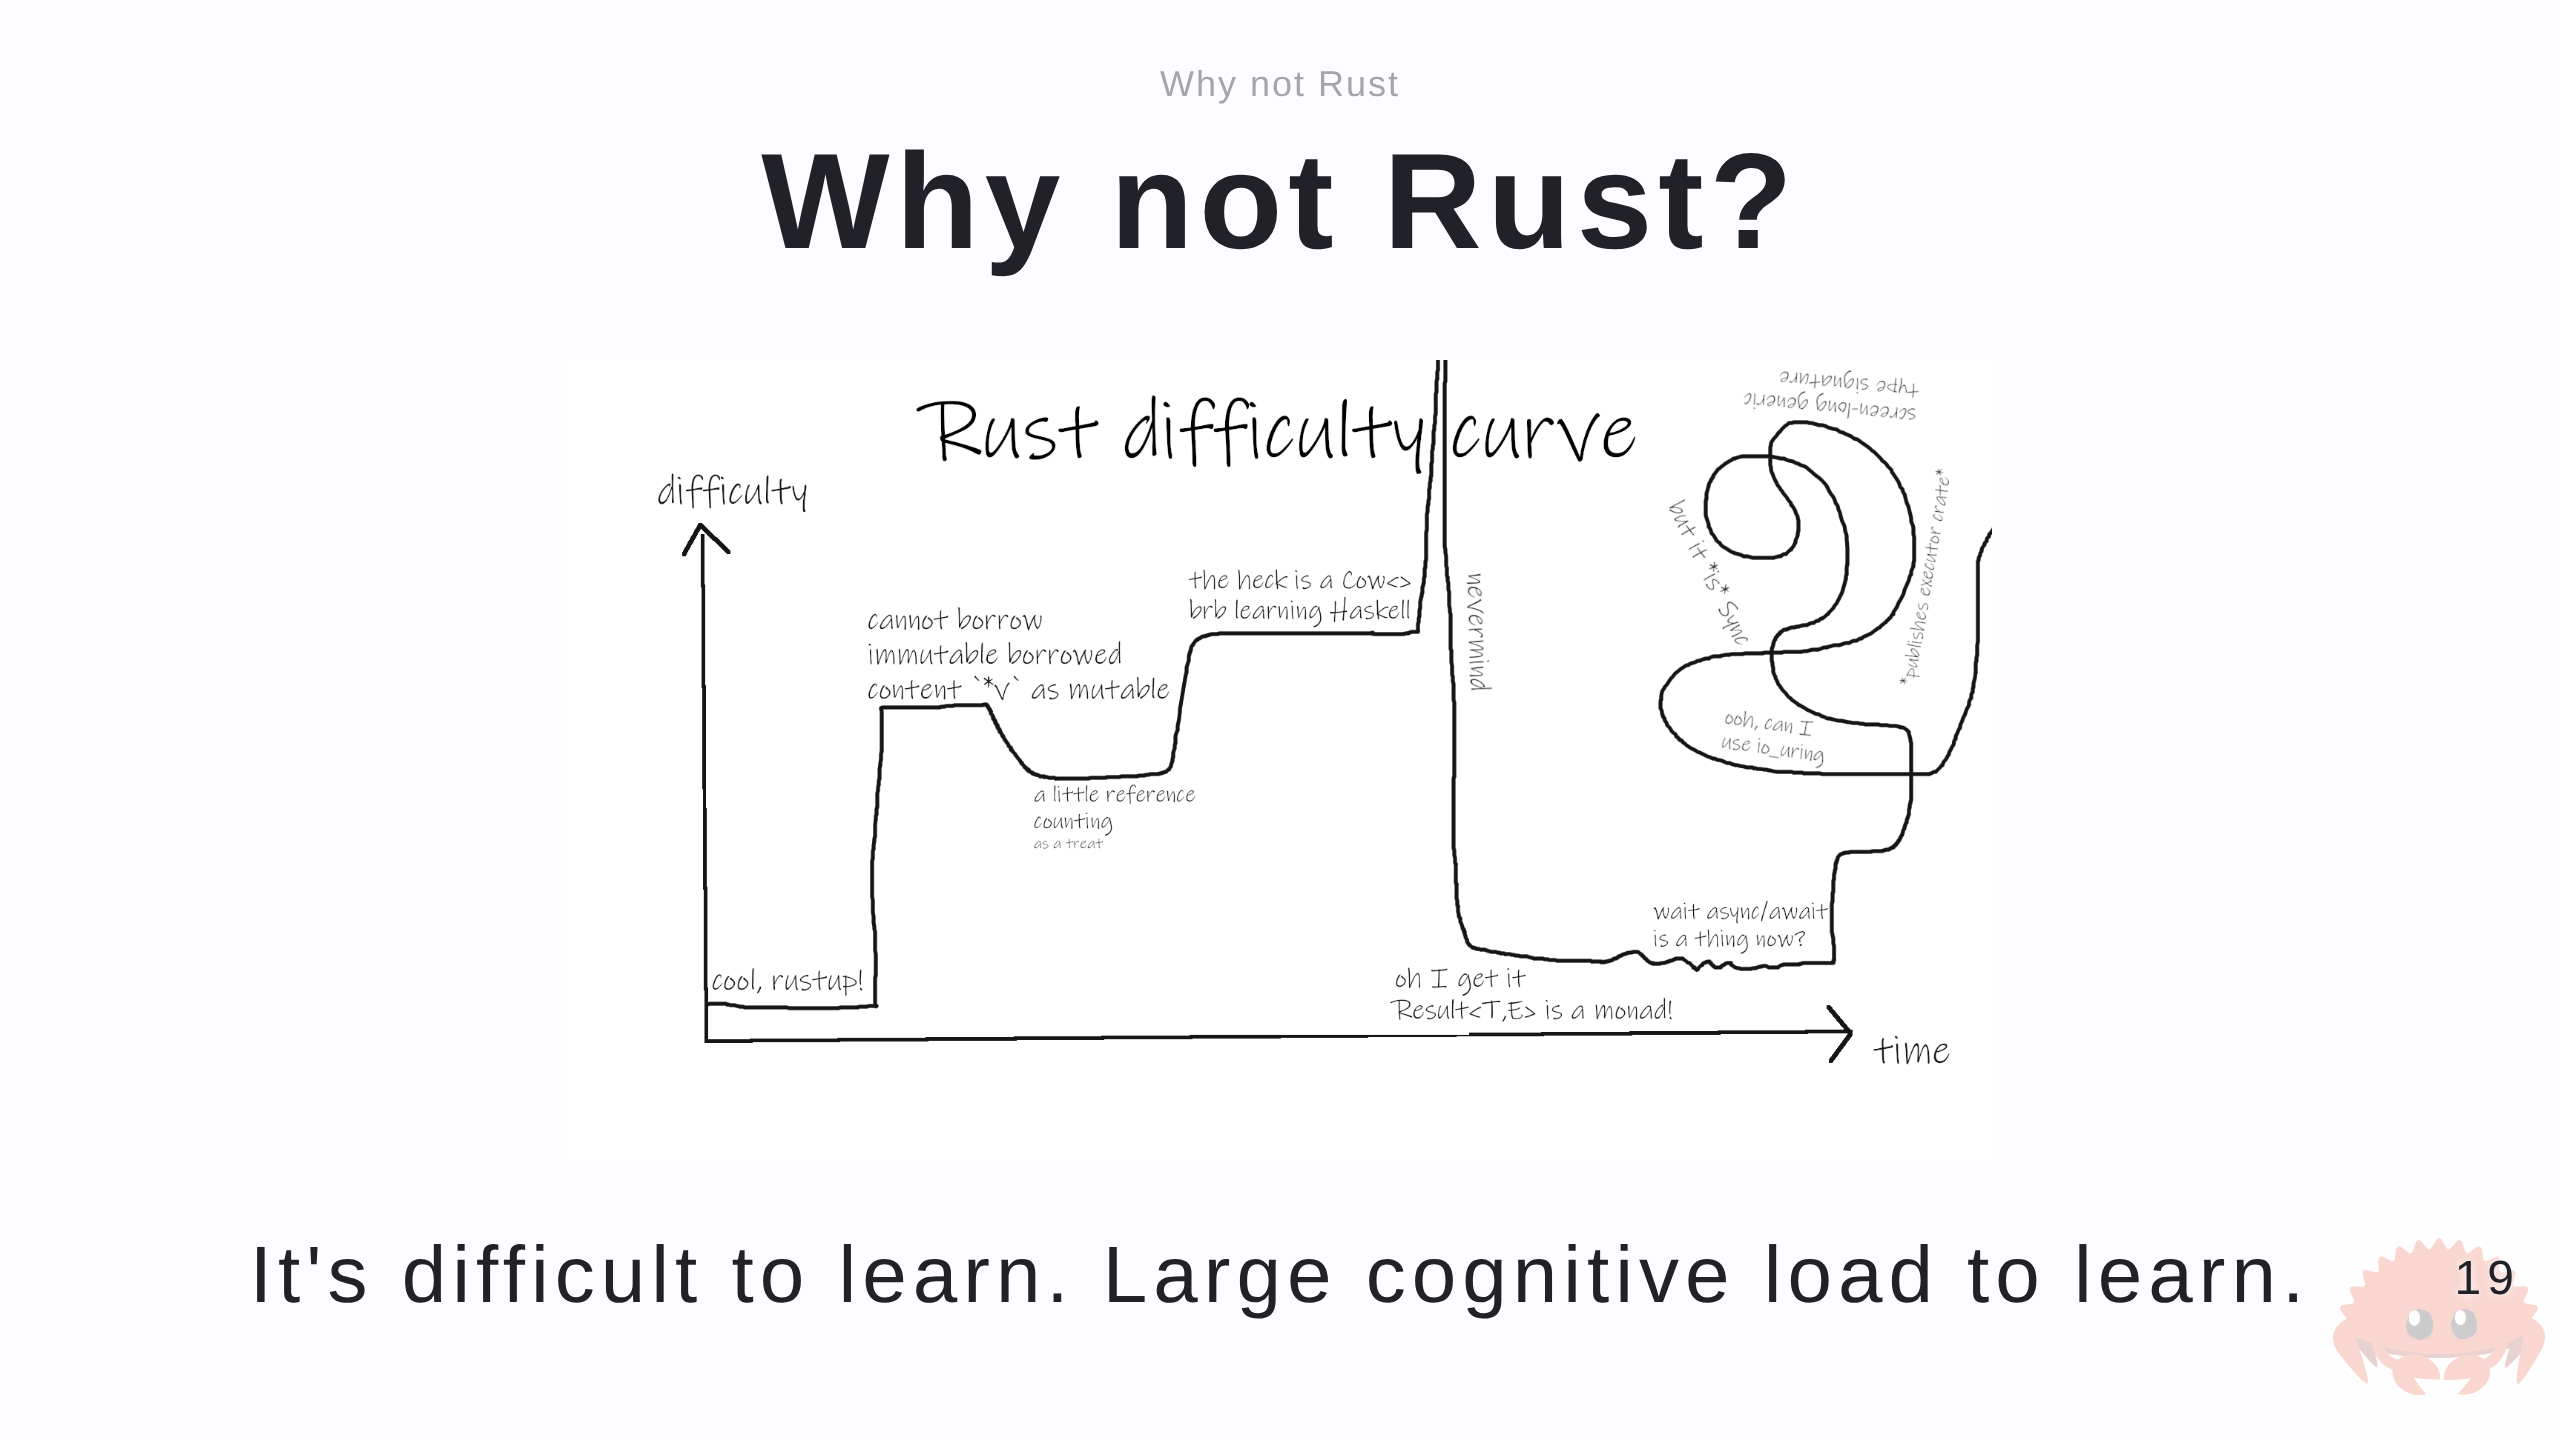 Why not Rust
Why not Rust?
Rust difficulty curve
difficulty
cool, rustup!
cannot borrow
immutable borrowed
content `*v` as mutable
a little reference
counting
as a treat
the heck is a Cow<>
brb learning Haskell
nevermind
oh I get it
Result<T,E> is a monad!
wait async/await
is a thing now?
but it *is* Sync
screen-long generic
type signature
*publishes executor crate*
ooh, can I
use io_uring
time
It's difficult to learn. Large cognitive load to learn.
19